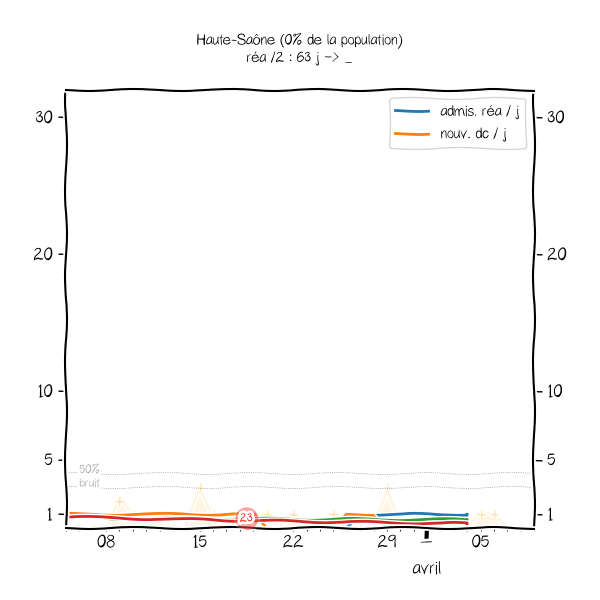 Haute-Saône (0% de la population)
réa /2 : 63 j -> _
admis. réa / j
nouv. dc / j
30
30
20
20
10
10
5
5
50%
bruit
1
1
23
08
15
22
29
05
avril